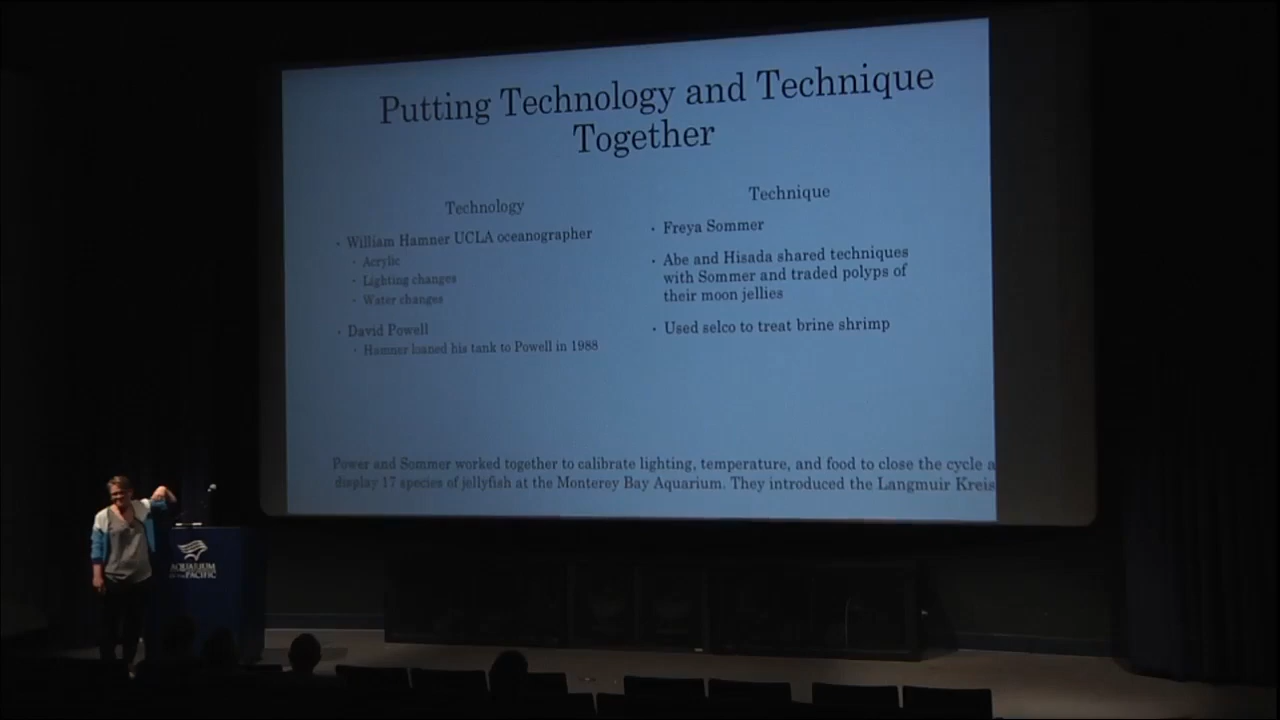 Putting Technology and Technique
Together
Technology
· William Hamner UCLA oceanographer
· Acrylic
· Lighting changes
· Water changes
· David Powell
· Hamner loaned his tank to Powell in 1988
Technique
· Freya Sommer
· Abe and Hisada shared techniques
with Sommer and traded polyps of
their moon jellies
· Used selco to treat brine shrimp
Power and Sommer worked together to calibrate lighting, temperature, and food to close the cycle a
display 17 species of jellyfish at the Monterey Bay Aquarium. They introduced the Langmuir Kreis
AQUARIUM
OF THE PACIFIC